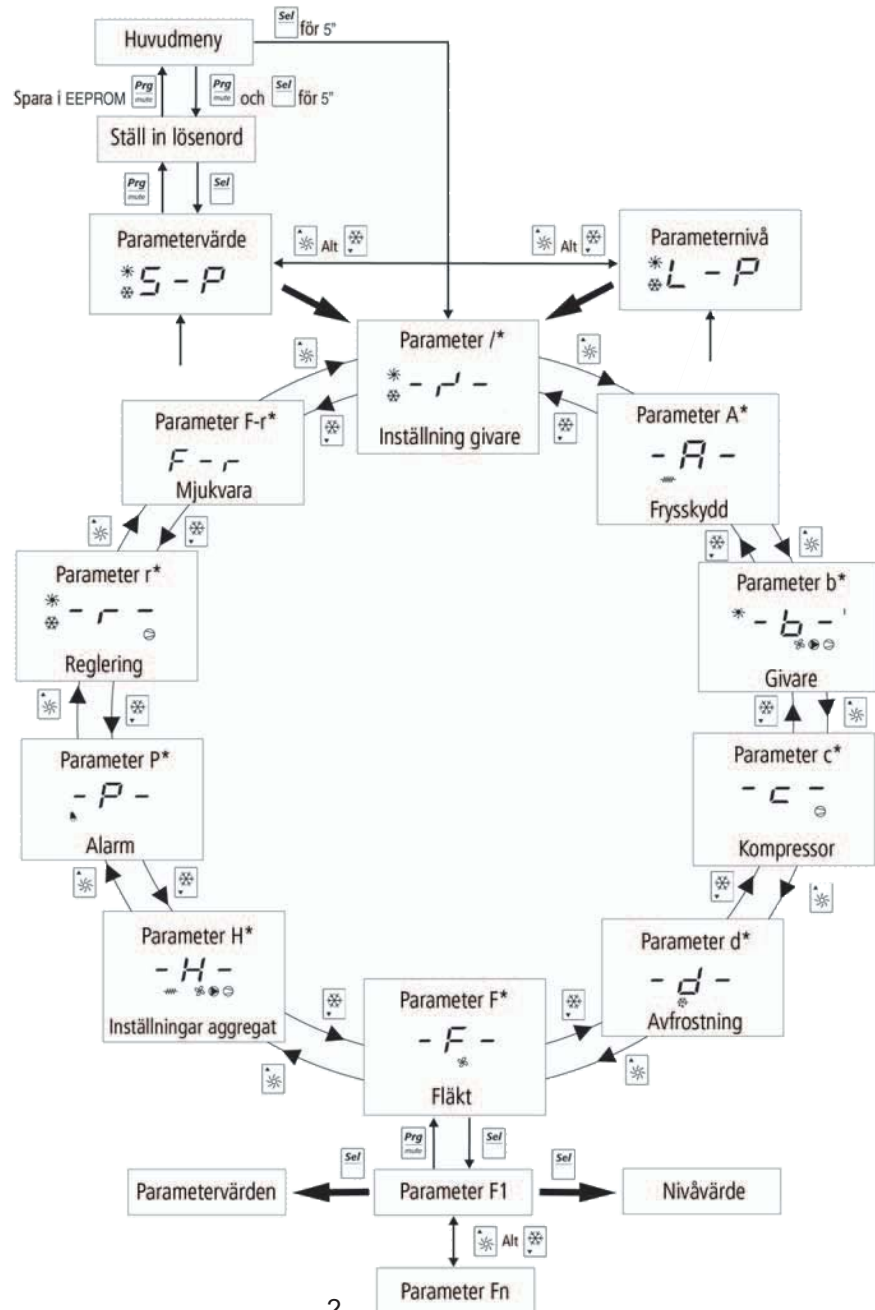 Sel för 5"
Huvudmeny
Spara i EEPROM Prg mute Prg mute och Sel för 5"
Ställ in lösenord
Prg mute Sel
Parametervärde
S - P
Alt
Alt
Parameternivå
L - P
Parameter /*
- / -
Inställning givare
Parameter F-r*
F - r
Mjukvara
Parameter A*
- A -
Frysskydd
Parameter r*
- r -
Reglering
Parameter b*
- b -
Givare
Parameter P*
- P -
Alarm
Parameter c*
- c -
Kompressor
Parameter H*
- H -
Inställningar aggregat
Parameter d*
- d -
Avfrostning
Parameter F*
- F -
Fläkt
Prg mute Sel
Sel Sel
Parametervärden
Parameter F1
Nivåvärde
Alt
Parameter Fn
2